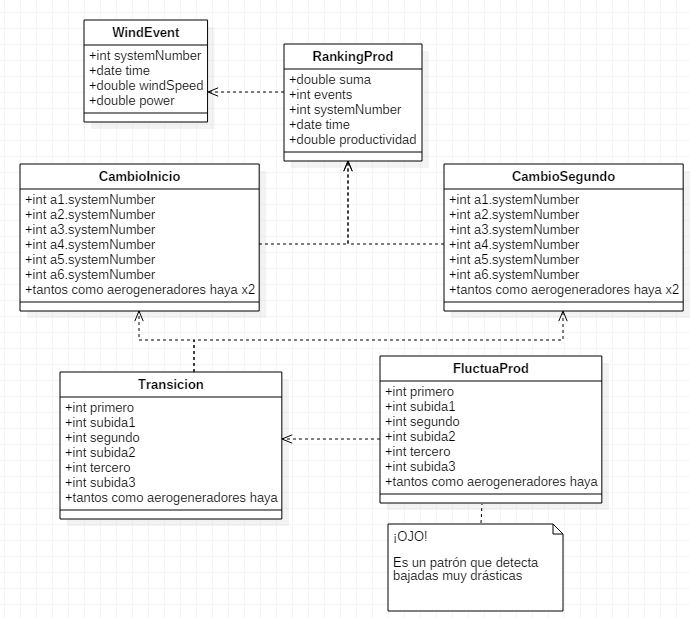 WindEvent
+int systemNumber
+date time
+double windSpeed
+double power
RankingProd
+double suma
+int events
+int systemNumber
+date time
+double productividad
CambioInicio
+int a1.systemNumber
+int a2.systemNumber
+int a3.systemNumber
+int a4.systemNumber
+int a5.systemNumber
+int a6.systemNumber
+tantos como aerogeneradores haya x2
CambioSegundo
+int a1.systemNumber
+int a2.systemNumber
+int a3.systemNumber
+int a4.systemNumber
+int a5.systemNumber
+int a6.systemNumber
+tantos como aerogeneradores haya x2
Transicion
+int primero
+int subida1
+int segundo
+int subida2
+int tercero
+int subida3
+tantos como aerogeneradores haya
FluctuaProd
+int primero
+int subida1
+int segundo
+int subida2
+int tercero
+int subida3
+tantos como aerogeneradores haya
¡OJO!
Es un patrón que detecta
bajadas muy drásticas